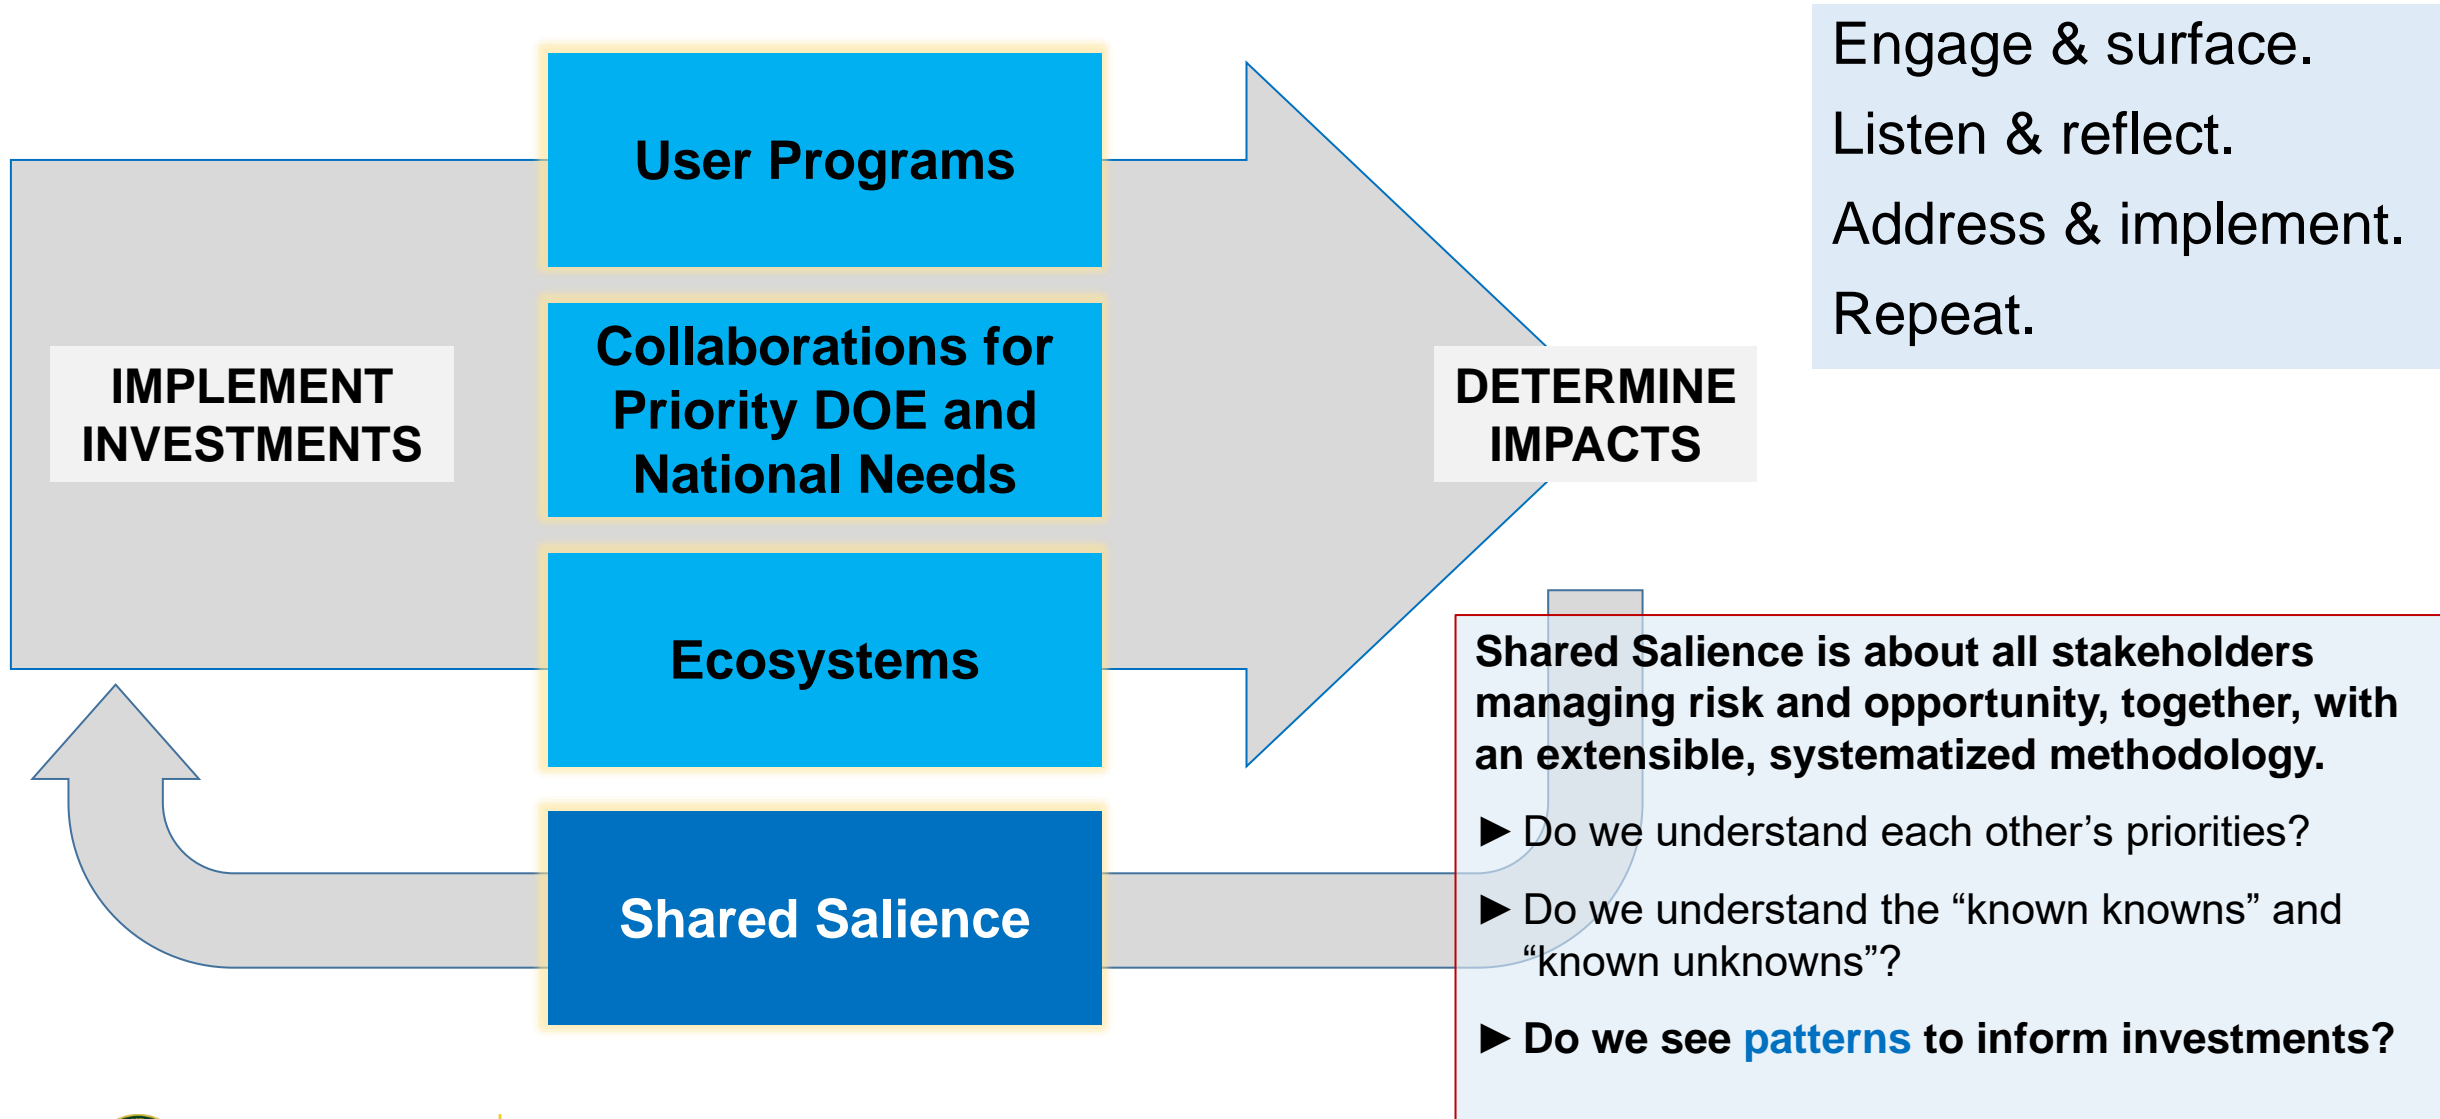 User Programs
Collaborations for
Priority DOE and
National Needs
Ecosystems
Shared Salience
IMPLEMENT
INVESTMENTS
DETERMINE
IMPACTS
Engage & surface.
Listen & reflect.
Address & implement.
Repeat.
Shared Salience is about all stakeholders
managing risk and opportunity, together, with
an extensible, systematized methodology.
►Do we understand each other’s priorities?
►Do we understand the “known knowns” and
“known unknowns”?
►Do we see patterns to inform investments?